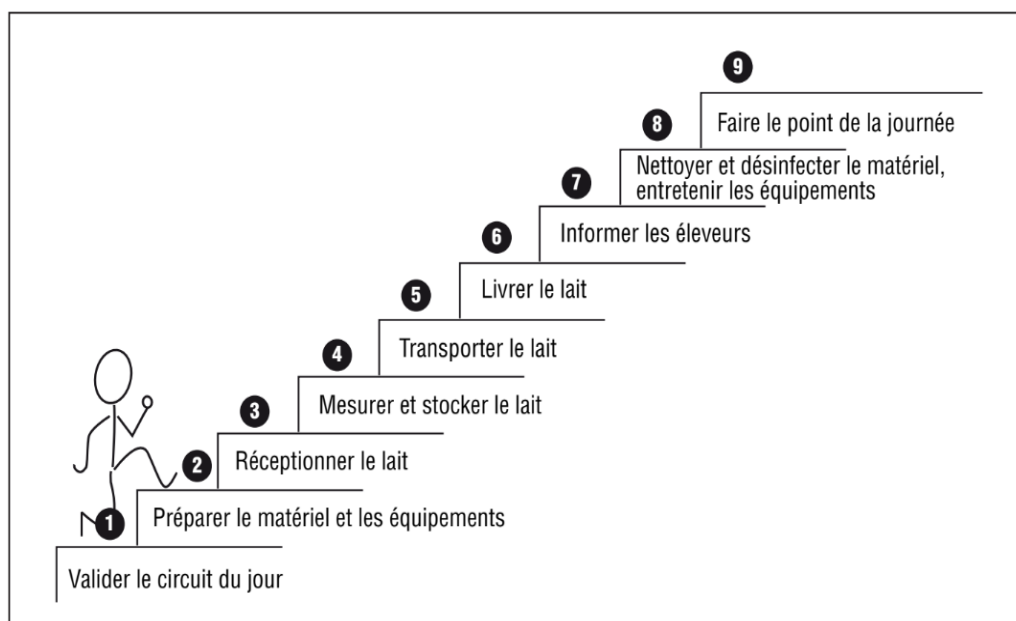 9
Faire le point de la journée
8
Nettoyer et désinfecter le matériel,
entretenir les équipements
7
Informer les éleveurs
6
Livrer le lait
5
Transporter le lait
4
Mesurer et stocker le lait
3
Réceptionner le lait
2
Préparer le matériel et les équipements
1
Valider le circuit du jour